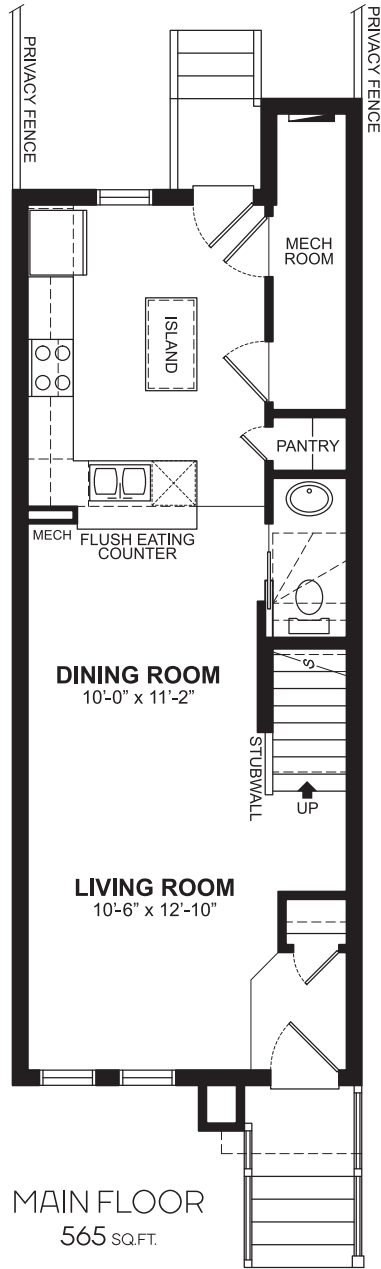 PRIVACY FENCE
PRIVACY FENCE
MECH
ROOM
ISLAND
PANTRY
MECH
FLUSH EATING
COUNTER
DINING ROOM
10'-0" x 11'-2"
S
STUBWALL
UP
LIVING ROOM
10'-6" x 12'-10"
MAIN FLOOR
565 SQ.FT.